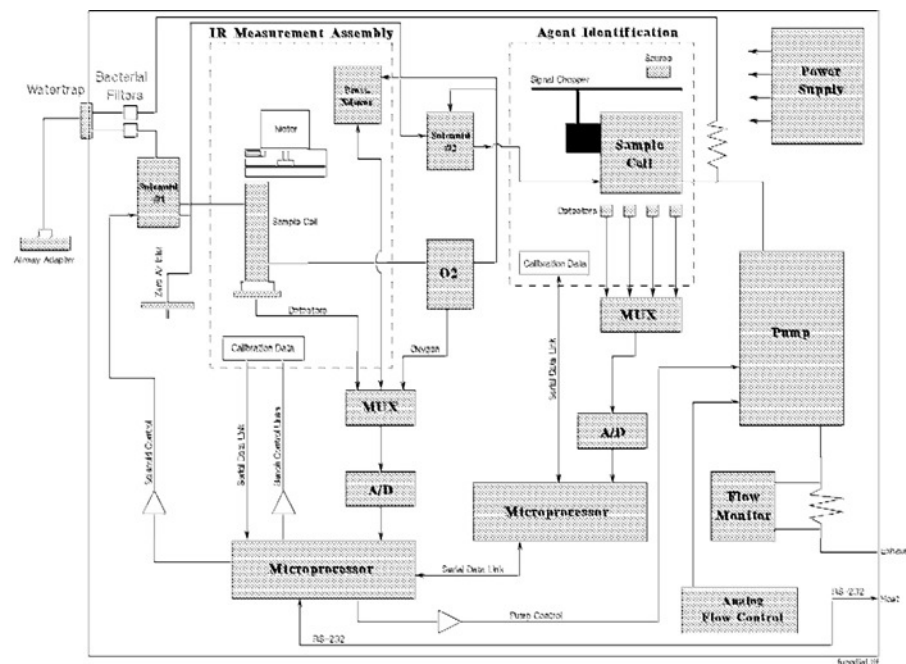 IR Measurement Assembly
Agent Identification
Source
Signal Chopper
Power
Supply
Bacterial
Filters
Watertrap
Motor
Solenoid
#2
Sample
Cell
Solenoid
#1
Sample Cell
Detectors
Airway Adapter
Zero Air Inlet
Calibration Data
O2
MUX
Detectors
Pump
Calibration Data
Oxygen
Serial Data Link
MUX
A/D
Solenoid Control
Serial Data Link
A/D
Microprocessor
Flow
Monitor
Microprocessor
Serial Data Link
Exhaust
Analog
Flow Control
RS-232
Host
Pump Control
RS-232